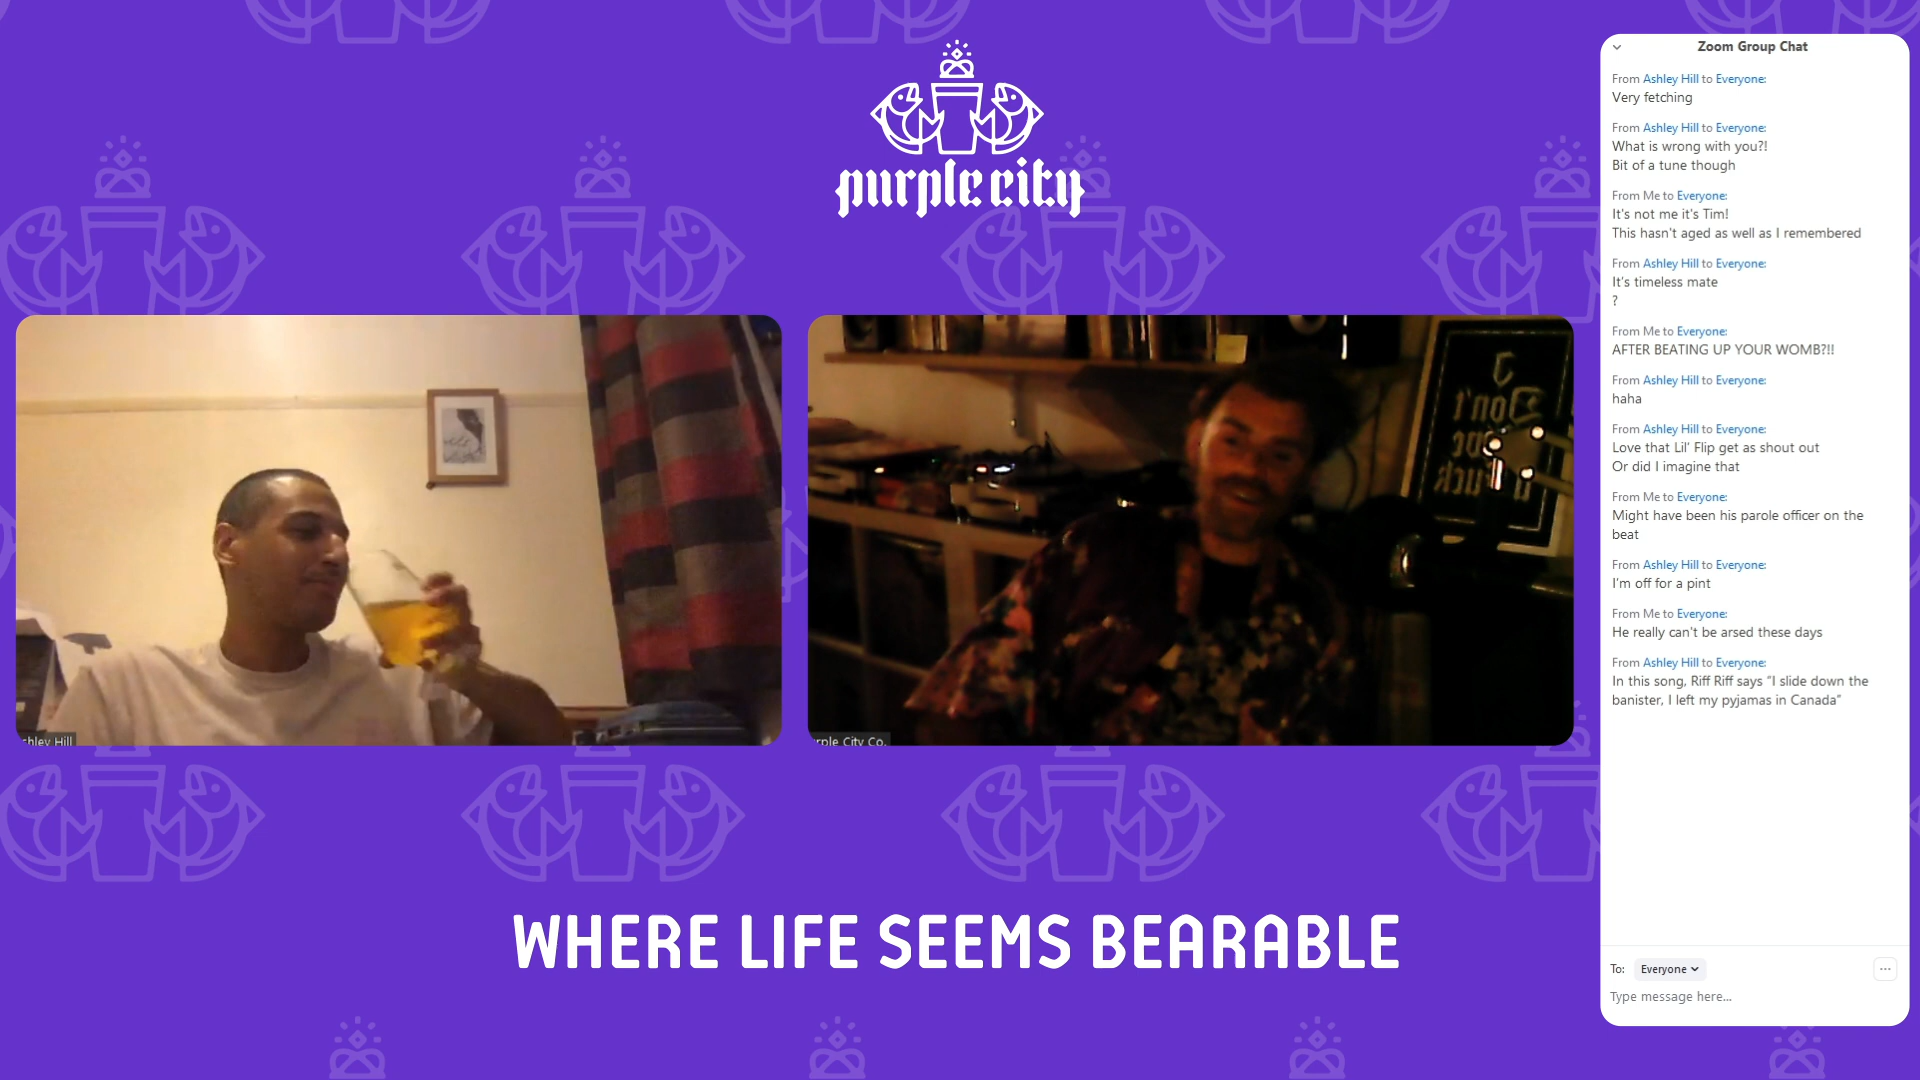 purple city
Zoom Group Chat
From Ashley Hill to Everyone:
Very fetching
From Ashley Hill to Everyone:
What is wrong with you?!
Bit of a tune though
From Me to Everyone:
It's not me it's Tim!
This hasn't aged as well as I remembered
From Ashley Hill to Everyone:
It's timeless mate
?
From Me to Everyone:
AFTER BEATING UP YOUR WOMB?!!
From Ashley Hill to Everyone:
haha
From Ashley Hill to Everyone:
Love that Lil' Flip get as shout out
Or did I imagine that
From Me to Everyone:
Might have been his parole officer on the
beat
From Ashley Hill to Everyone:
I'm off for a pint
From Me to Everyone:
He really can't be arsed these days
From Ashley Hill to Everyone:
In this song, Riff Riff says “I slide down the
banister, I left my pyjamas in Canada”
hley Hill
rple City Co.
I
Don't
u
WHERE LIFE SEEMS BEARABLE
To: Everyone
Type message here...